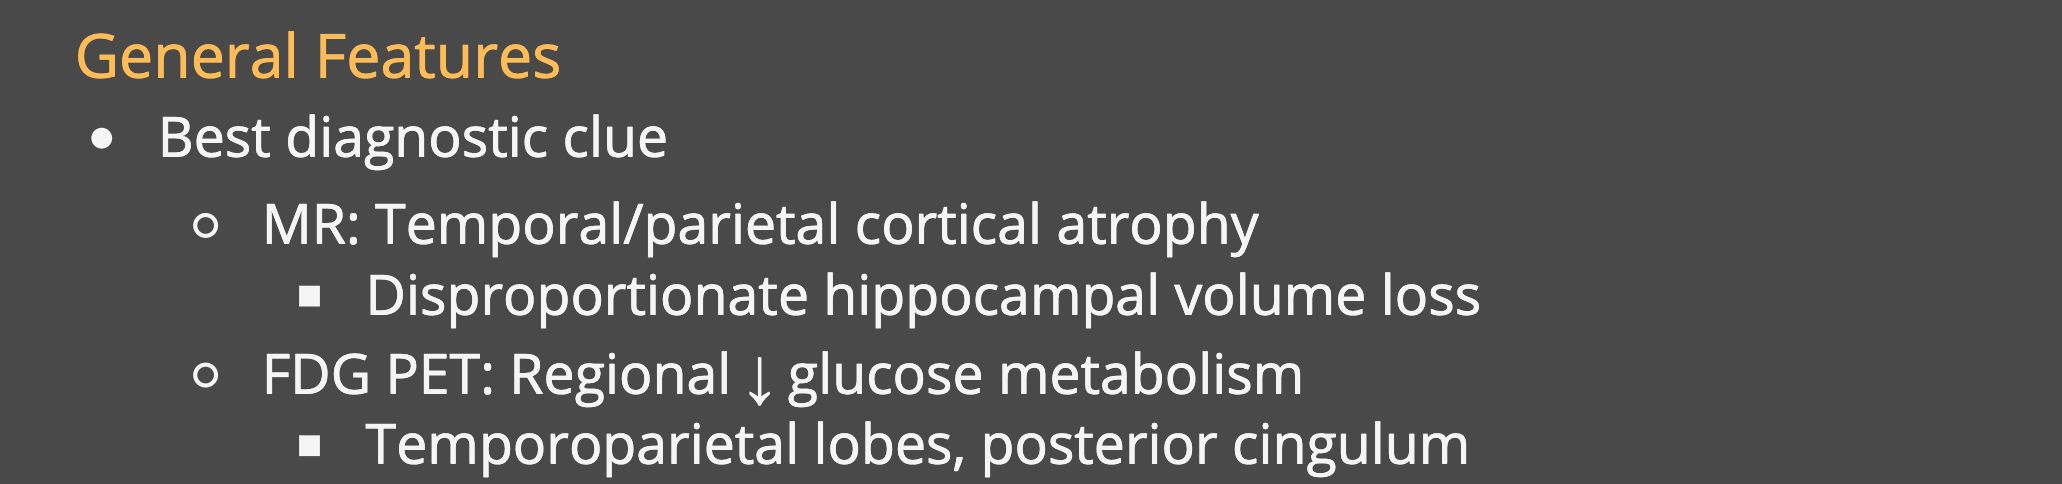 General Features
● Best diagnostic clue
○ MR: Temporal/parietal cortical atrophy
■ Disproportionate hippocampal volume loss
○ FDG PET: Regional ↓ glucose metabolism
■ Temporoparietal lobes, posterior cingulum